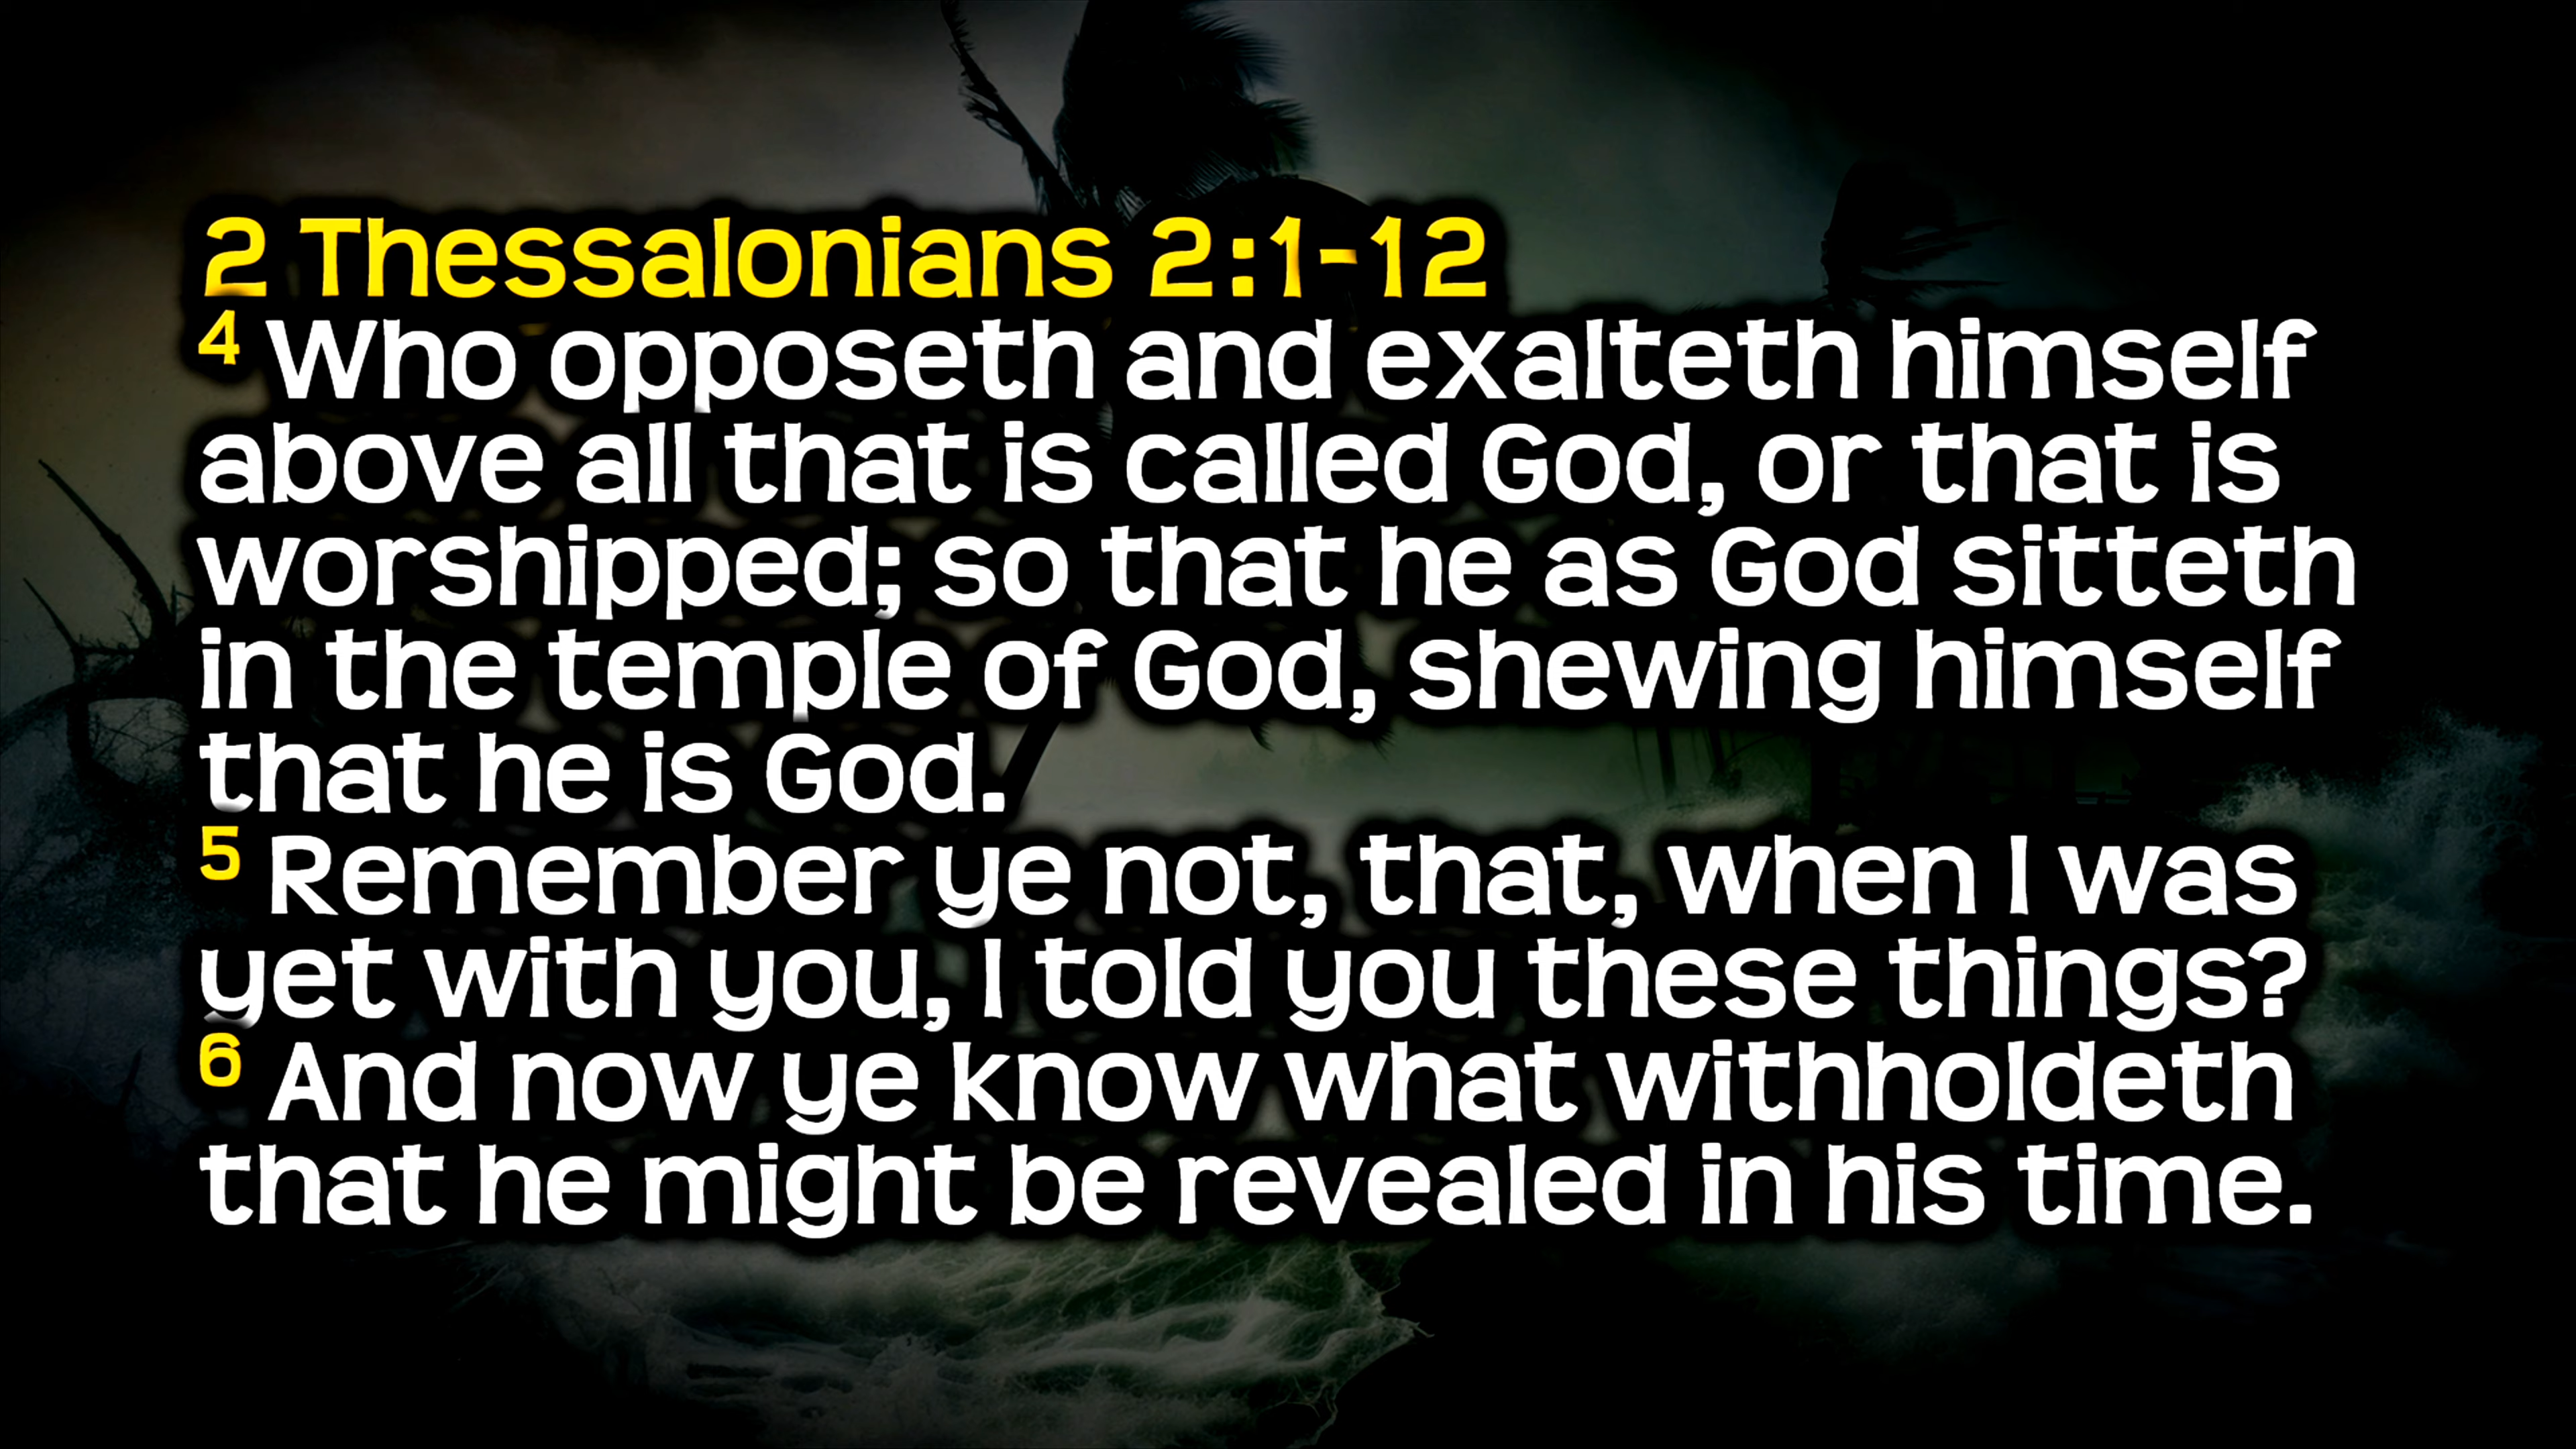 2 Thessalonians 2:1-12
4 Who opposeth and exalteth himself
above all that is called God, or that is
worshipped; so that he as God sitteth
in the temple of God, shewing himself
that he is God.
5 Remember ye not, that, when I was
yet with you, I told you these things?
6 And now ye know what withholdeth
that he might be revealed in his time.